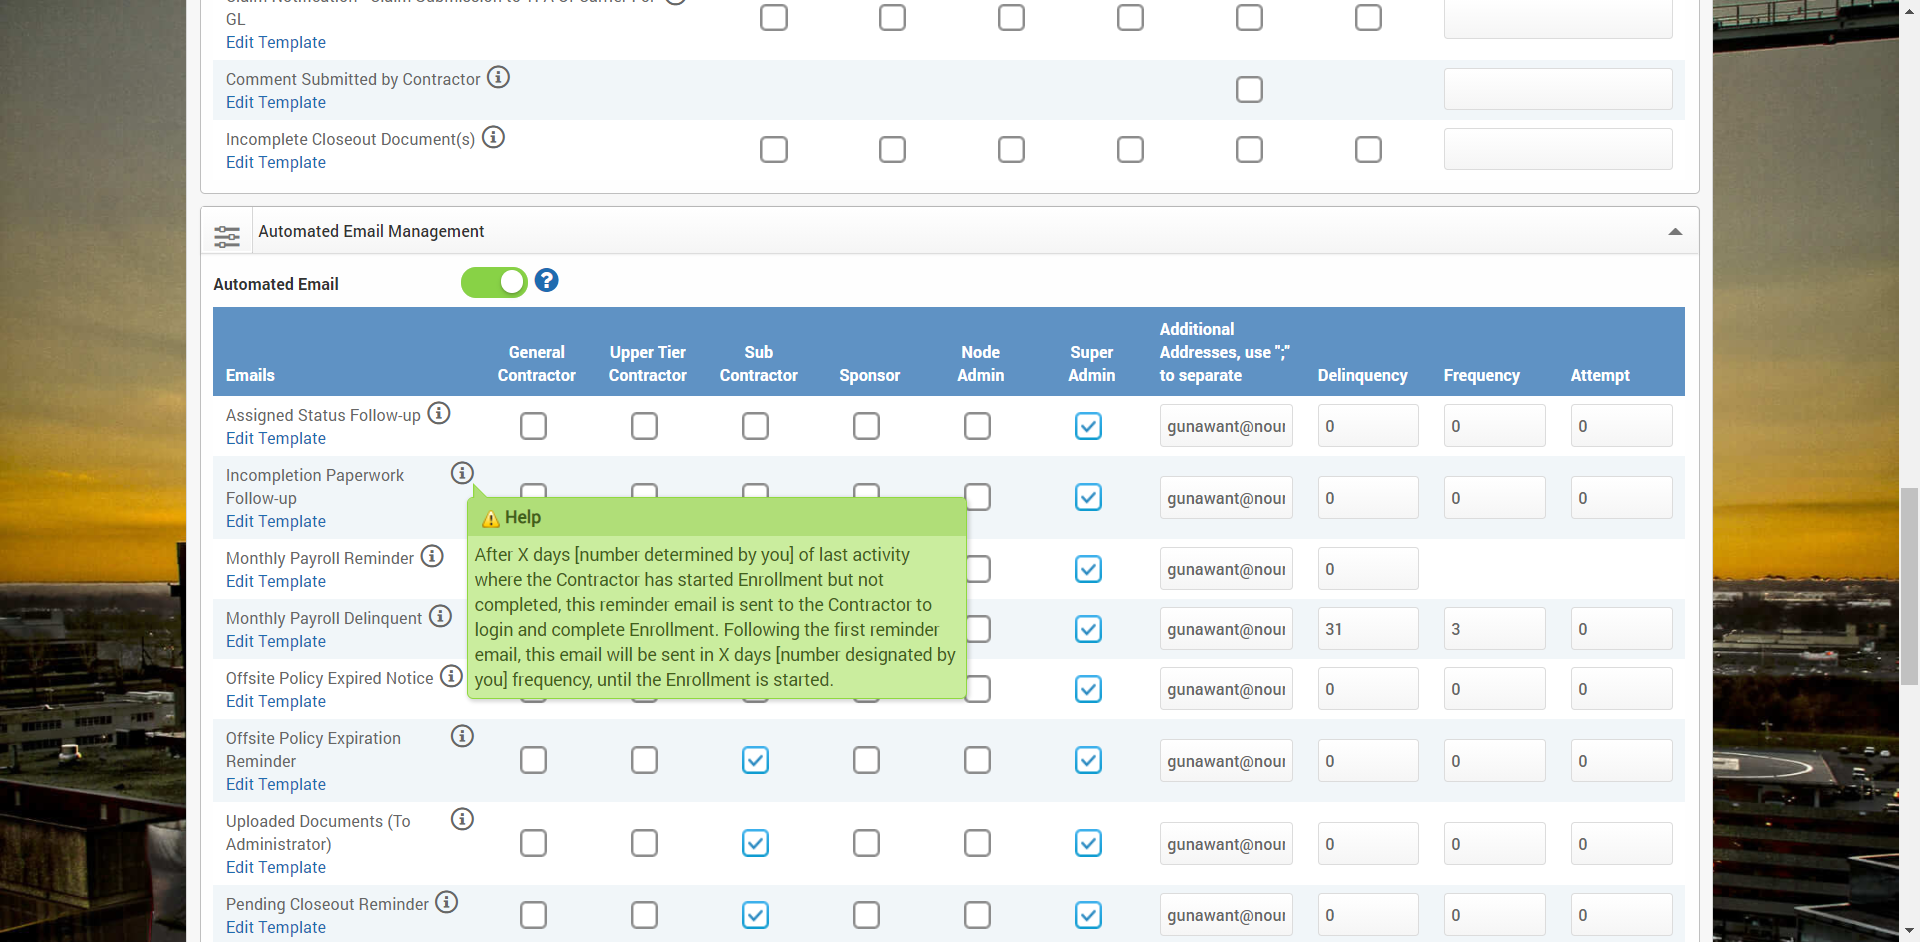 GL
Edit Template
Comment Submitted by Contractor
Edit Template
Incomplete Closeout Document(s)
Edit Template
Automated Email Management
Automated Email
Emails
General Contractor
Upper Tier Contractor
Sub Contractor
Sponsor
Node Admin
Super Admin
Additional Addresses, use ";" to separate
Delinquency
Frequency
Attempt
Assigned Status Follow-up
Edit Template
gunawant@nour
0
0
0
Incompletion Paperwork
Follow-up
Edit Template
gunawant@nour
0
0
0
Help
After X days [number determined by you] of last activity
where the Contractor has started Enrollment but not
completed, this reminder email is sent to the Contractor to
login and complete Enrollment. Following the first reminder
email, this email will be sent in X days [number designated by
you] frequency, until the Enrollment is started.
Monthly Payroll Reminder
Edit Template
gunawant@nour
0
Monthly Payroll Delinquent
Edit Template
gunawant@nour
31
3
0
Offsite Policy Expired Notice
Edit Template
gunawant@nour
0
0
0
Offsite Policy Expiration
Reminder
Edit Template
gunawant@nour
0
0
0
Uploaded Documents (To
Administrator)
Edit Template
gunawant@nour
0
0
0
Pending Closeout Reminder
Edit Template
gunawant@nour
0
0
0